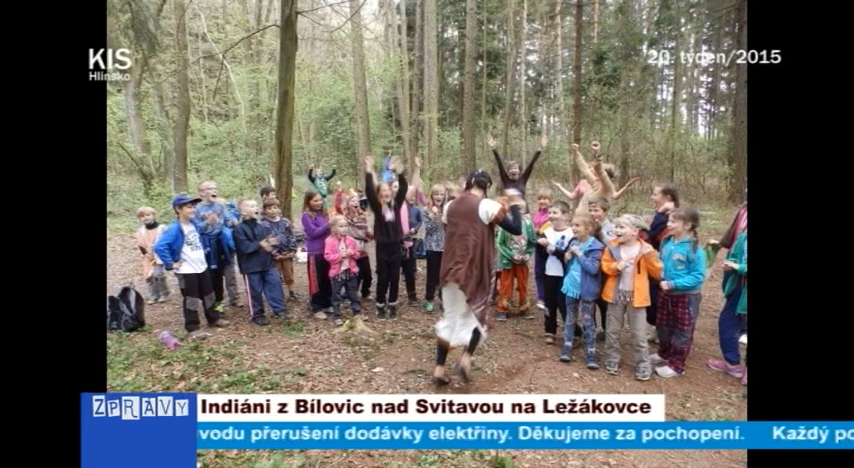 KIS
Hlinsko
20. týden/2015
ZPRÁVY
Indiáni z Bílovic nad Svitavou na Ležákovce
vodu přerušení dodávky elektřiny. Děkujeme za pochopení. Každý po